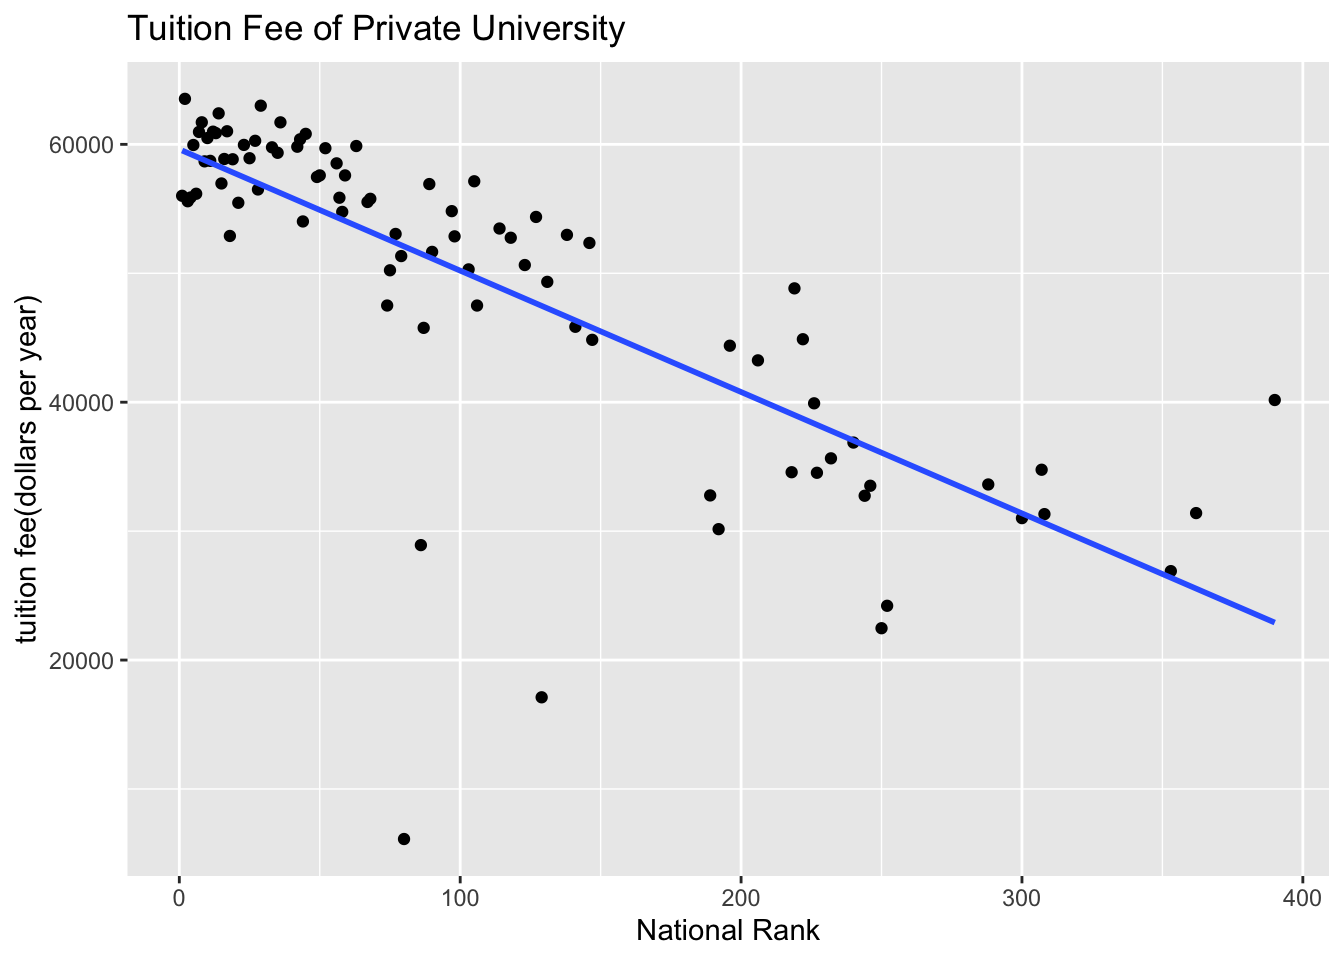 Tuition Fee of Private University
tuition fee(dollars per year)
60000
40000
20000
0
100
200
300
400
National Rank